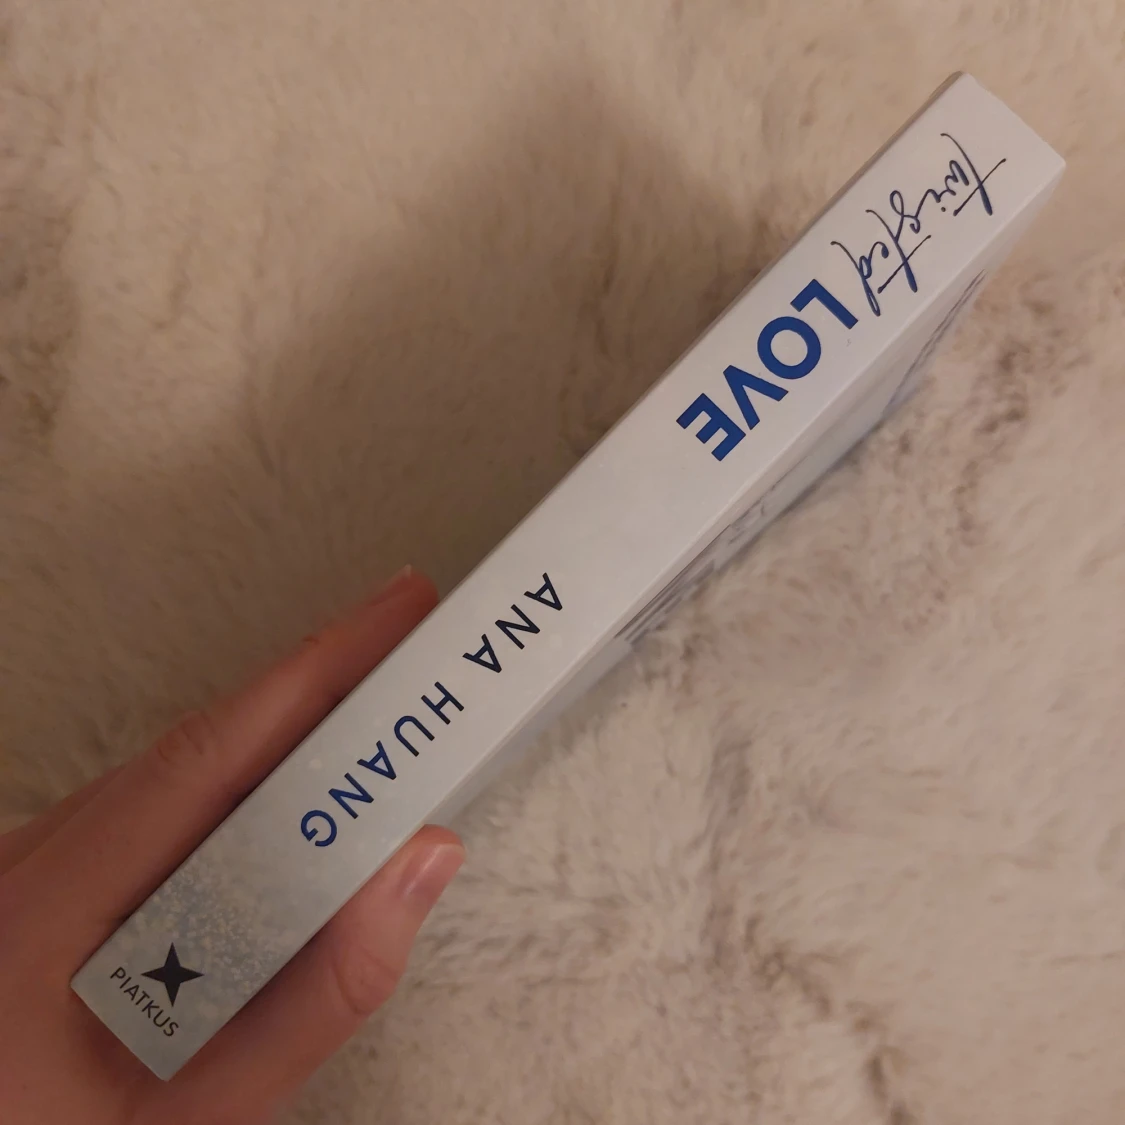 twisted LOVE
ANA HUANG
PIATKUS